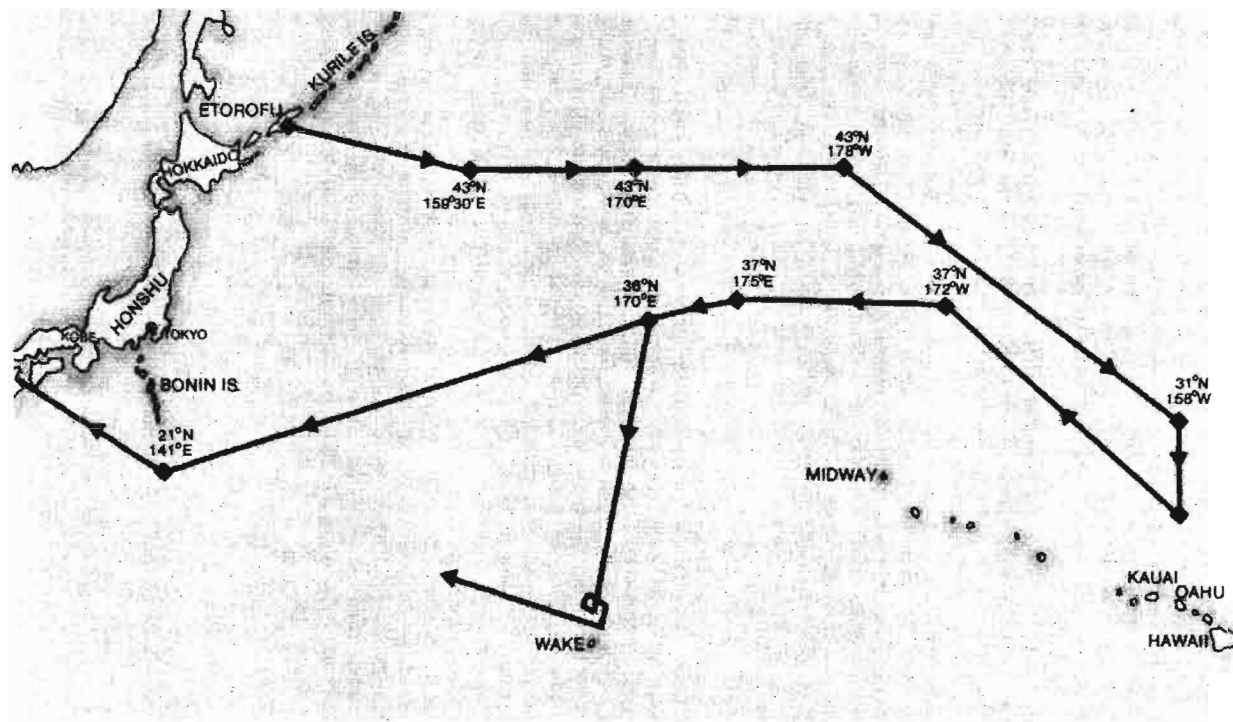 KURILE IS.
ETOROFU
HOKKAIDO
43°N
178°W
43°N
159°30'E
43°N
170°E
37°N
175°E
37°N
172°W
36°N
170°E
HONSHU
KOBE
TOKYO
BONIN IS.
21°N
141°E
31°N
158°W
MIDWAY
KAUAI
OAHU
WAKE
HAWAII